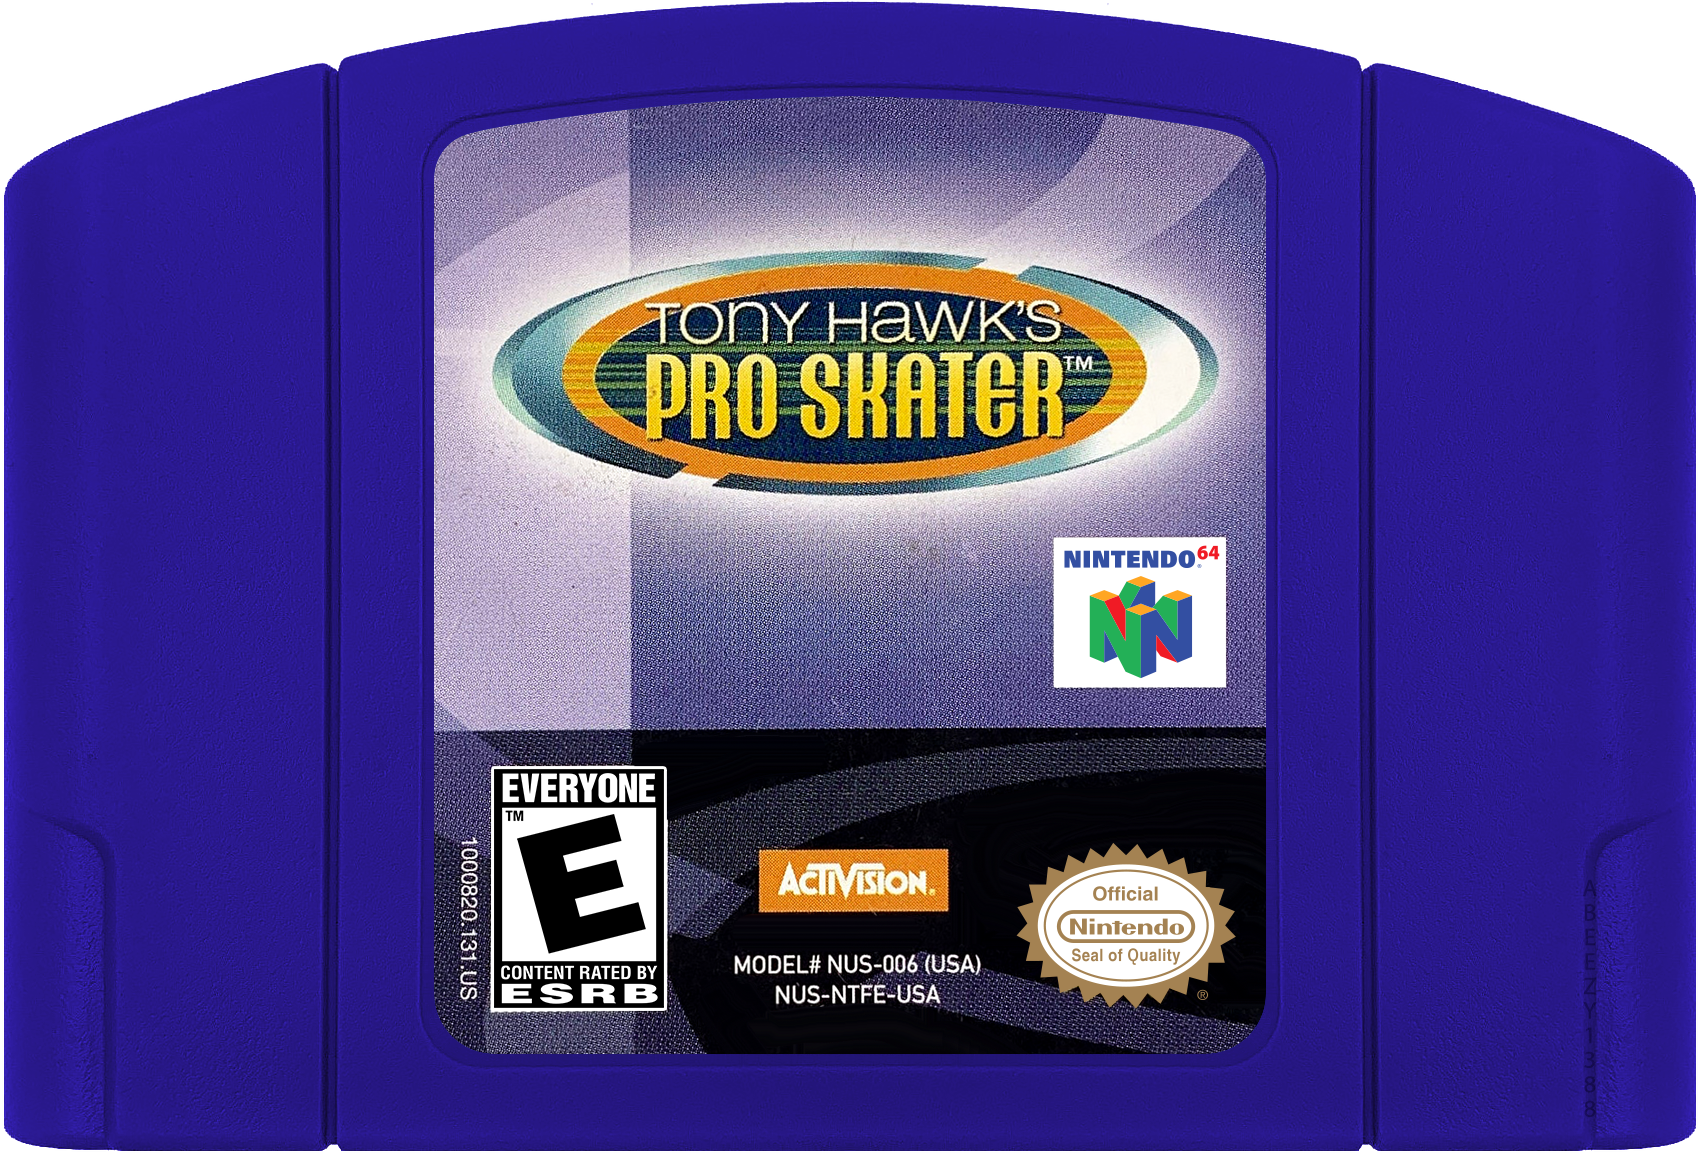 TONY HAWK'S
PRO SKATER™
NINTENDO64®
EVERYONE
™
E
CONTENT RATED BY
ESRB
1000820.131.US
ACTIVISION.
MODEL# NUS-006 (USA)
NUS-NTFE-USA
Official
Nintendo
Seal of Quality
®
ABEEZY1388